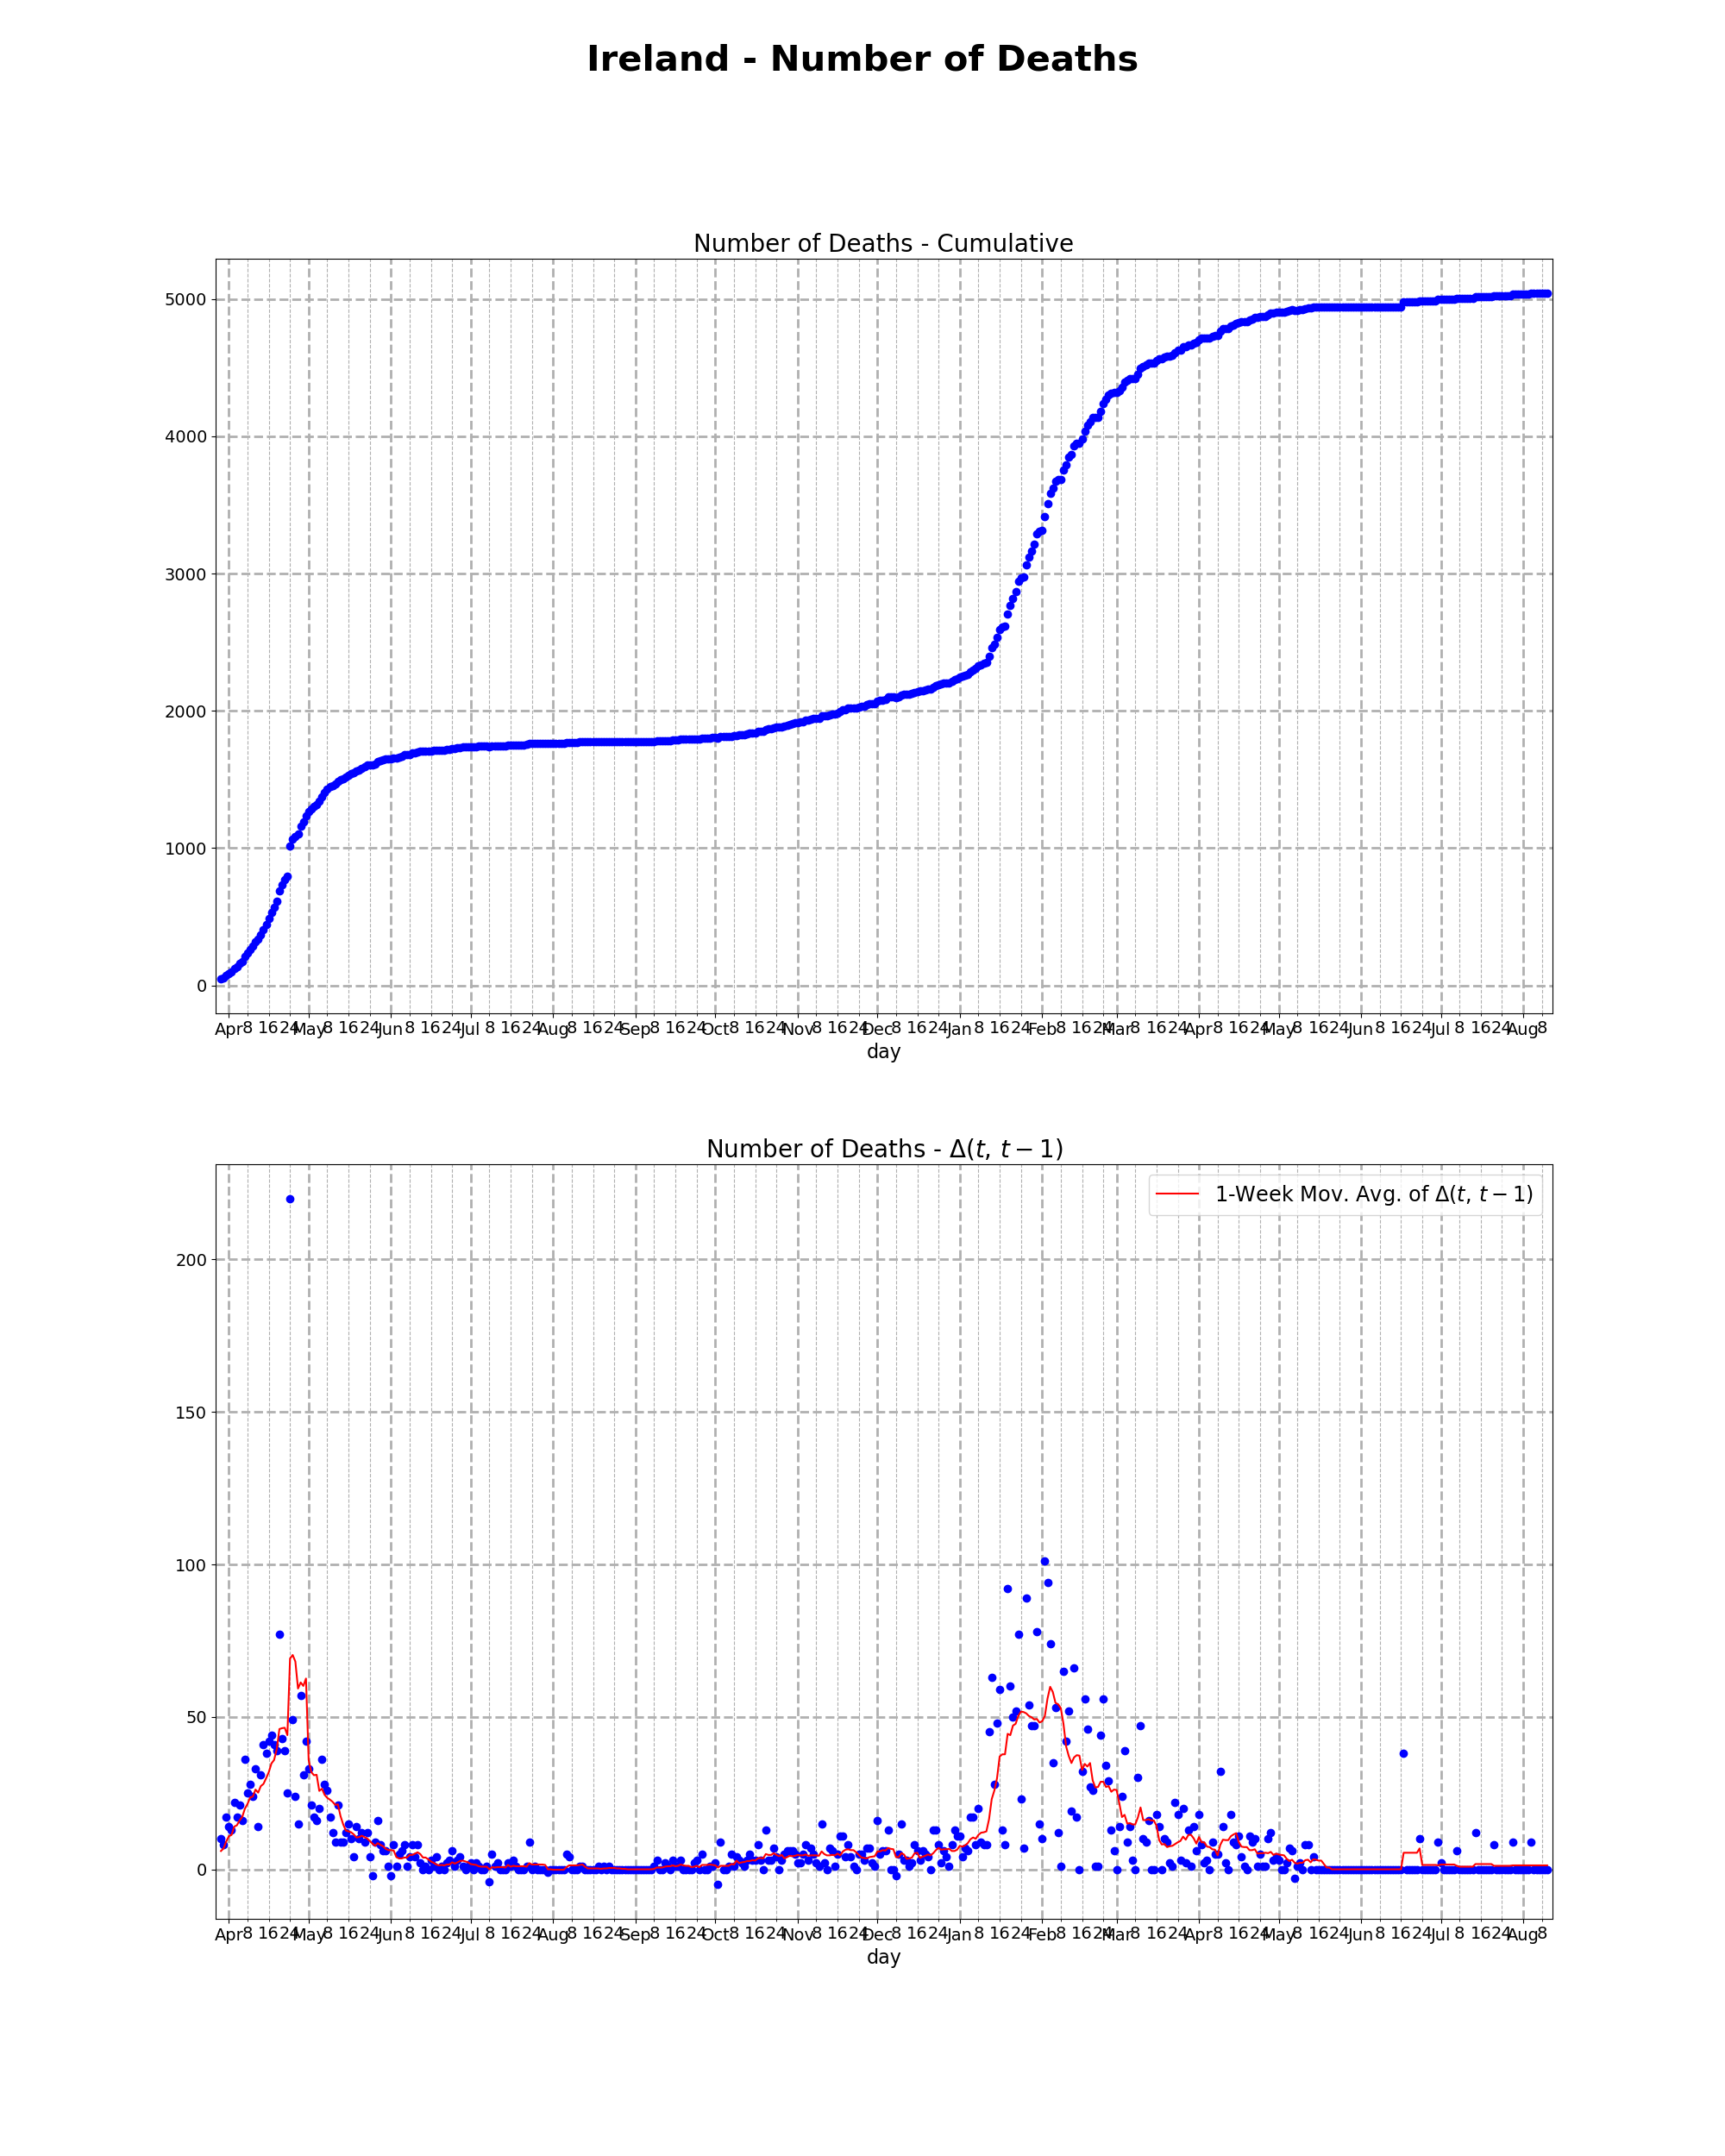 Ireland - Number of Deaths
Number of Deaths - Cumulative
5000
4000
3000
2000
1000
0
Apr 8 16 24 May 8 16 24 Jun 8 16 24 Jul 8 16 24 Aug 8 16 24 Sep 8 16 24 Oct 8 16 24 Nov 8 16 24 Dec 8 16 24 Jan 8 16 24 Feb 8 16 24 Mar 8 16 24 Apr 8 16 24 May 8 16 24 Jun 8 16 24 Jul 8 16 24 Aug 8
day
Number of Deaths - Δ(t, t − 1)
1-Week Mov. Avg. of Δ(t, t − 1)
200
150
100
50
0
Apr 8 16 24 May 8 16 24 Jun 8 16 24 Jul 8 16 24 Aug 8 16 24 Sep 8 16 24 Oct 8 16 24 Nov 8 16 24 Dec 8 16 24 Jan 8 16 24 Feb 8 16 24 Mar 8 16 24 Apr 8 16 24 May 8 16 24 Jun 8 16 24 Jul 8 16 24 Aug 8
day